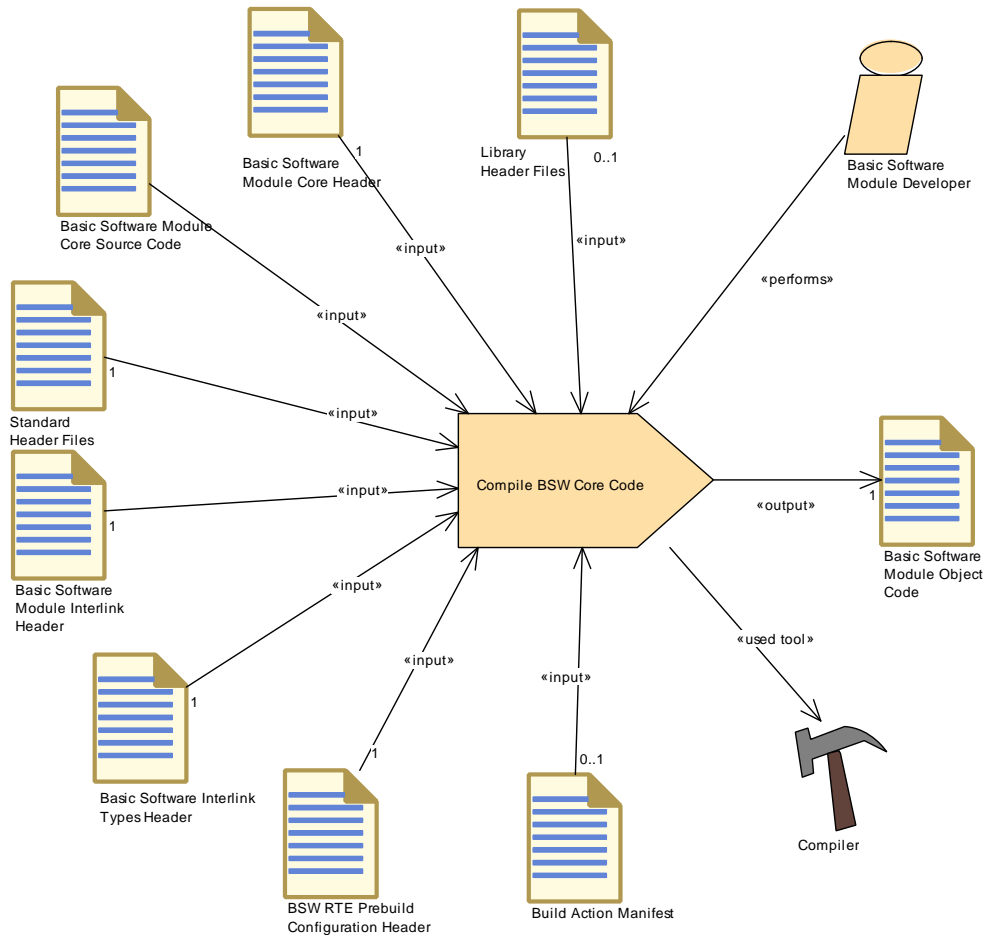 1
0..1
Library
Header Files
Basic Software
Module Core Header
Basic Software
Module Developer
Basic Software Module
Core Source Code
«input»
«input»
«performs»
«input»
1
«input»
Standard
Header Files
Compile BSW Core Code
«input»
1
1
«output»
Basic Software
Module Object
Code
Basic Software
Module Interlink
Header
«input»
«used tool»
«input»
«input»
1
1
0..1
Basic Software Interlink
Types Header
Compiler
BSW RTE Prebuild
Configuration Header
Build Action Manifest